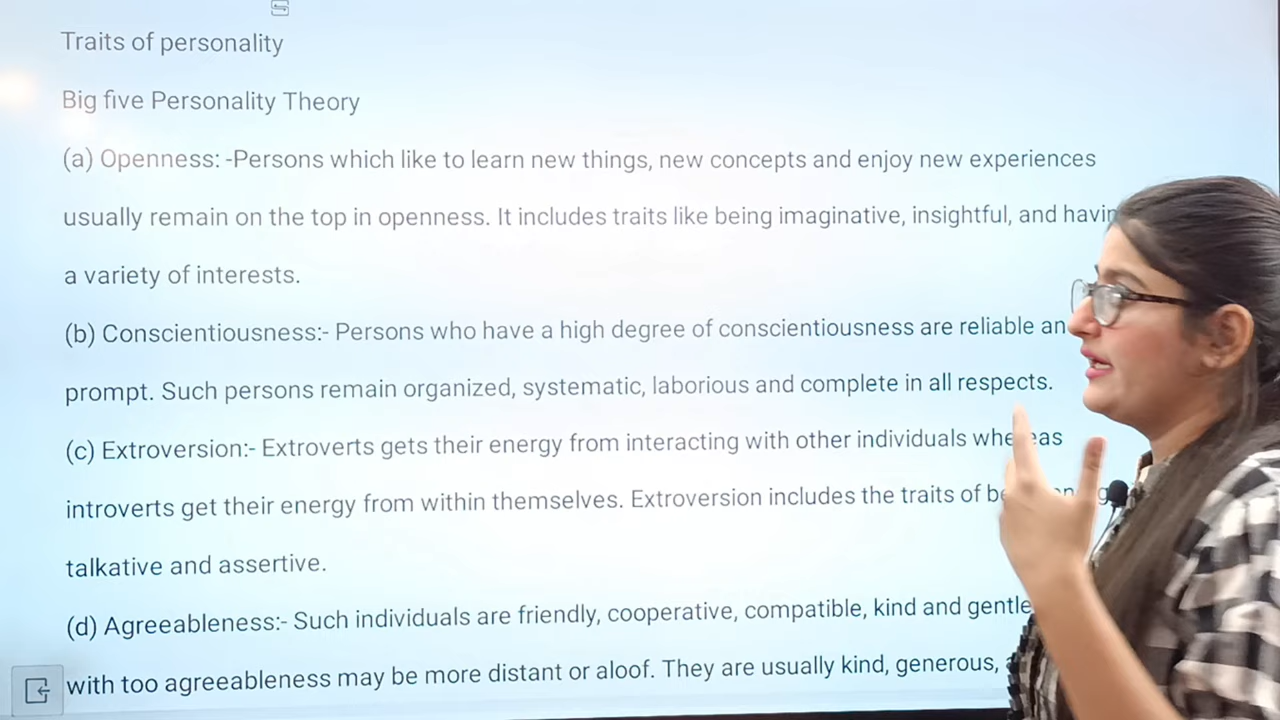 Traits of personality
Big five Personality Theory
(a) Openness: -Persons which like to learn new things, new concepts and enjoy new experiences
usually remain on the top in openness. It includes traits like being imaginative, insightful, and
a variety of interests.
(b) Conscientiousness:- Persons who have a high degree of conscientiousness are reliable
prompt. Such persons remain organized, systematic, laborious and complete in all respects.
(c) Extroversion:- Extroverts gets their energy from interacting with other individuals
introverts get their energy from within themselves. Extroversion includes the traits of
talkative and assertive.
(d) Agreeableness:- Such individuals are friendly, cooperative, compatible, kind and gentle
with too agreeableness may be more distant or aloof. They are usually kind, generous,